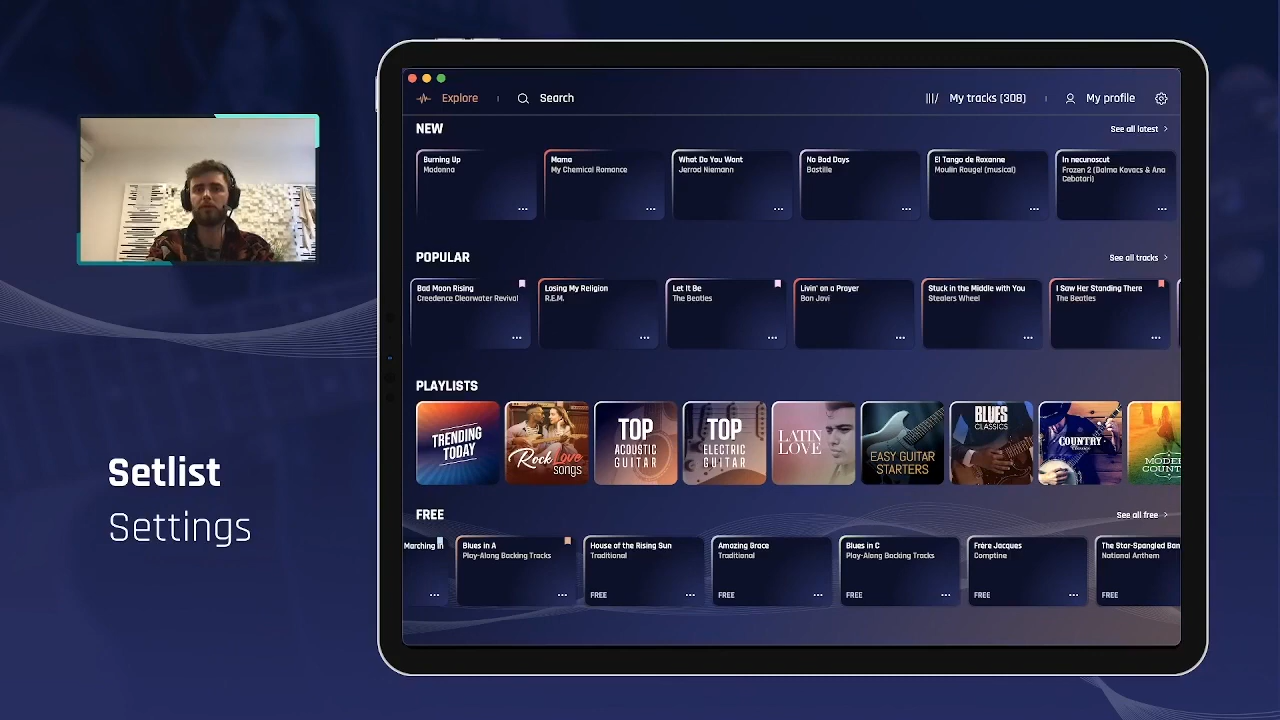 Explore
Search
My tracks (308)
My profile
NEW
See all latest
Burning Up
Madonna
Mama
My Chemical Romance
What Do You Want
Jerrod Niemann
No Bad Days
Bastille
El Tango de Roxanne
Moulin Rouge! (musical)
In necunoscut
Frozen 2 (Dalma Kovacs & Ana
Cebotari)
POPULAR
See all tracks
Bad Moon Rising
Creedence Clearwater Revival
Losing My Religion
R.E.M.
Let It Be
The Beatles
Livin' on a Prayer
Bon Jovi
Stuck in the Middle with You
Stealers Wheel
I Saw Her Standing There
The Beatles
PLAYLISTS
TRENDING
TODAY
Rock Love
songs
TOP
ACOUSTIC
GUITAR
TOP
ELECTRIC
GUITAR
LATIN
LOVE
EASY GUITAR
STARTERS
BLUES
CLASSICS
COUNTRY
MODE
COUNT
FREE
See all free
Marching In
Blues in A
Play-Along Backing Tracks
House of the Rising Sun
Traditional
FREE
Amazing Grace
Traditional
FREE
Blues in C
Play-Along Backing Tracks
FREE
Frère Jacques
Comptine
FREE
The Star-Spangled Ban
National Anthem
FREE
Setlist
Settings